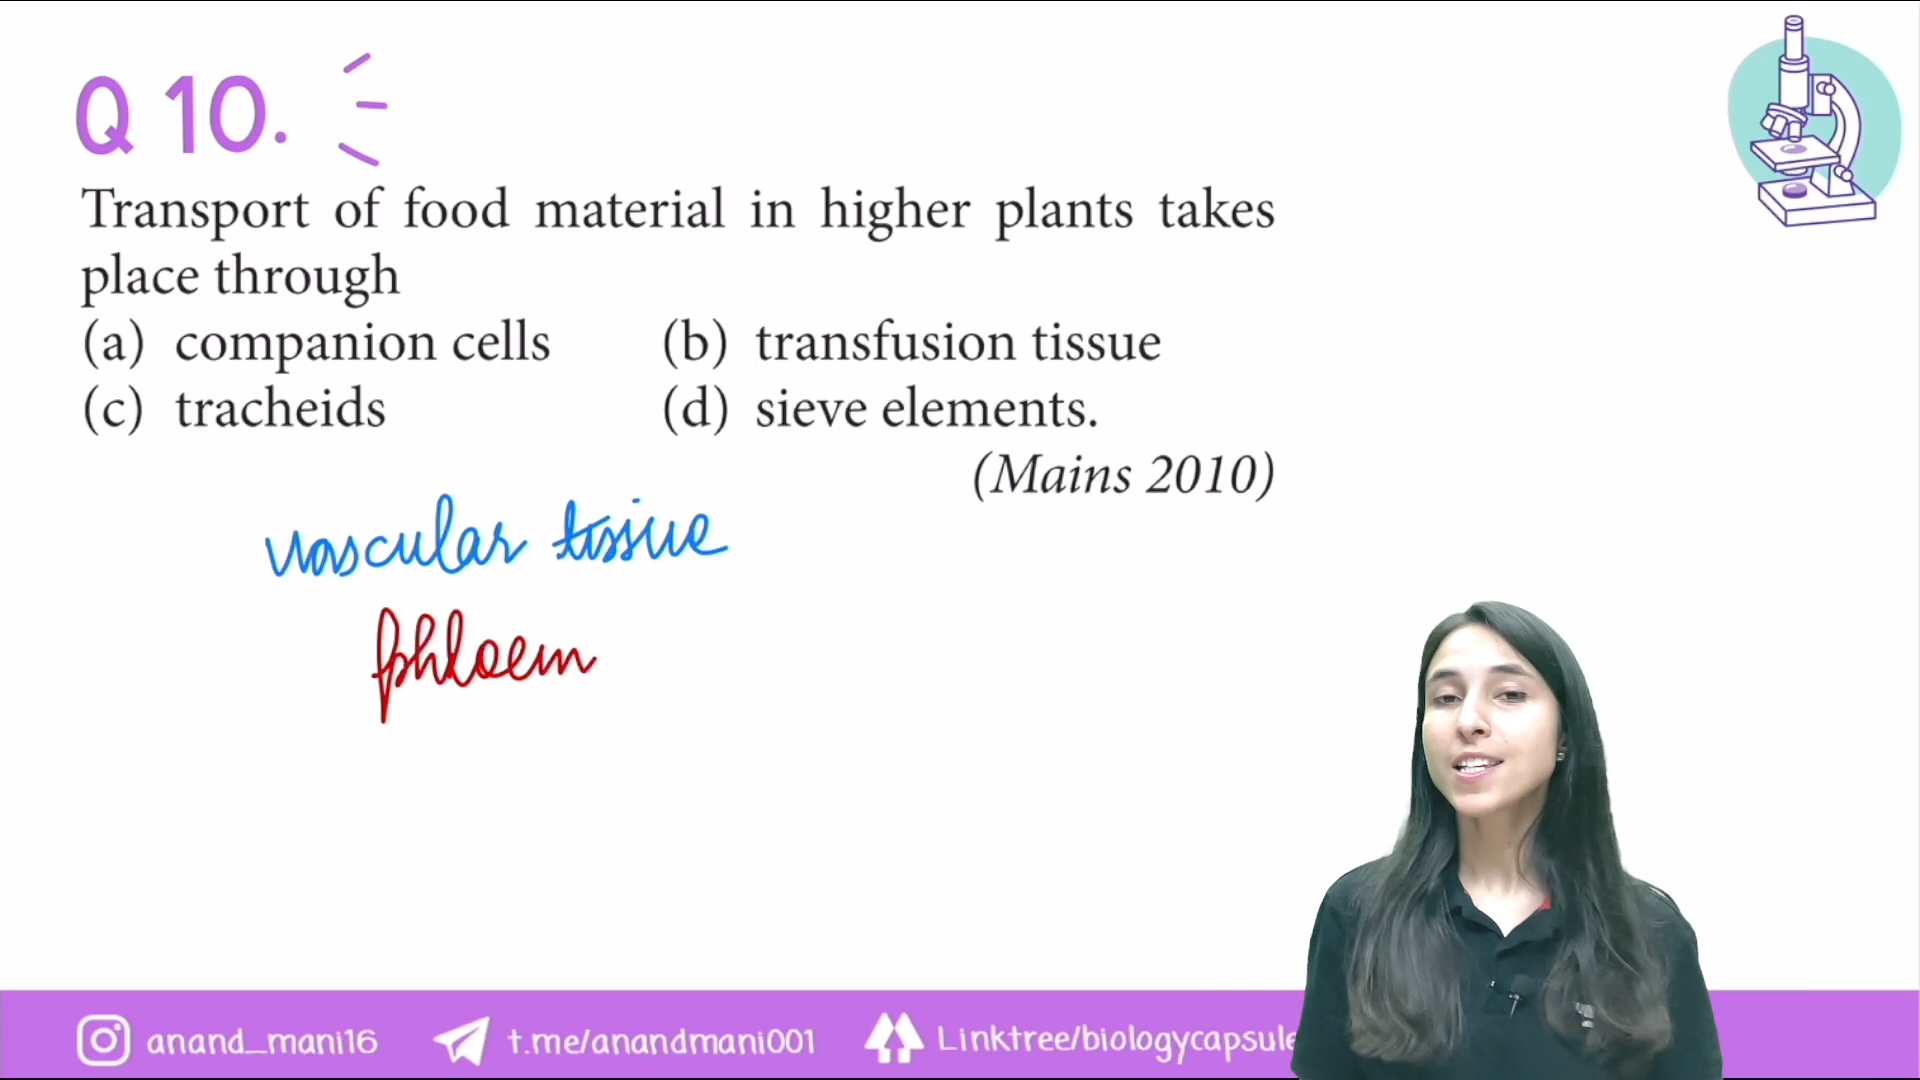 Q 10.
Transport of food material in higher plants takes
place through
(a) companion cells (b) transfusion tissue
(c) tracheids (d) sieve elements.
(Mains 2010)
vascular tissue
phloem
anand_mani16 t.me/anandmani001 Linktree/biologycapsule